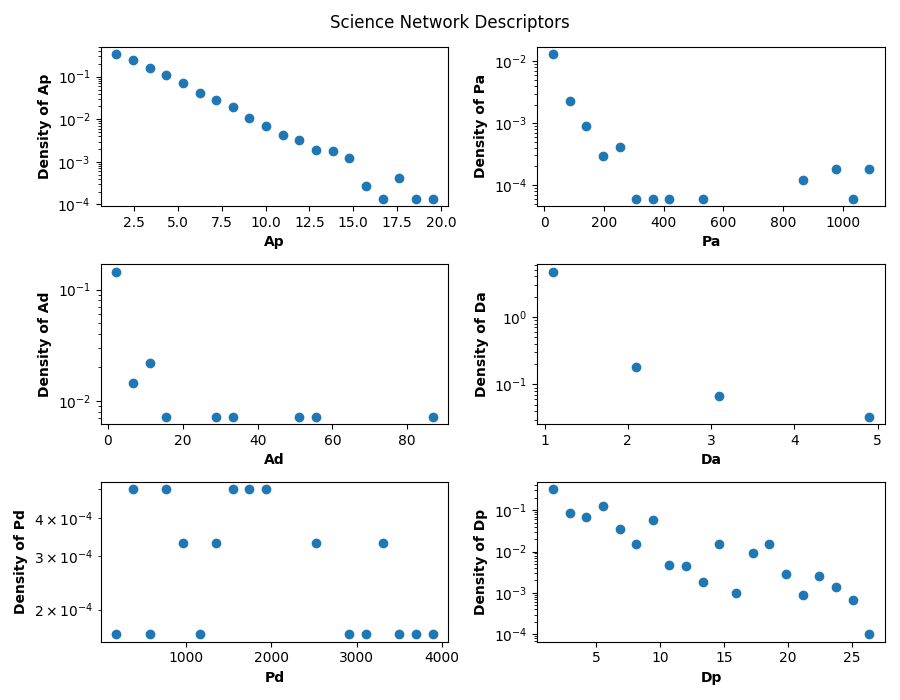 Science Network Descriptors
Density of Ap
10⁻¹
10⁻²
10⁻³
10⁻⁴
2.5 5.0 7.5 10.0 12.5 15.0 17.5 20.0
Ap
Density of Pa
10⁻²
10⁻³
10⁻⁴
0 200 400 600 800 1000
Pa
Density of Ad
10⁻¹
10⁻²
0 20 40 60 80
Ad
Density of Da
10⁰
10⁻¹
1 2 3 4 5
Da
Density of Pd
4 × 10⁻⁴
3 × 10⁻⁴
2 × 10⁻⁴
1000 2000 3000 4000
Pd
Density of Dp
10⁻¹
10⁻²
10⁻³
10⁻⁴
5 10 15 20 25
Dp